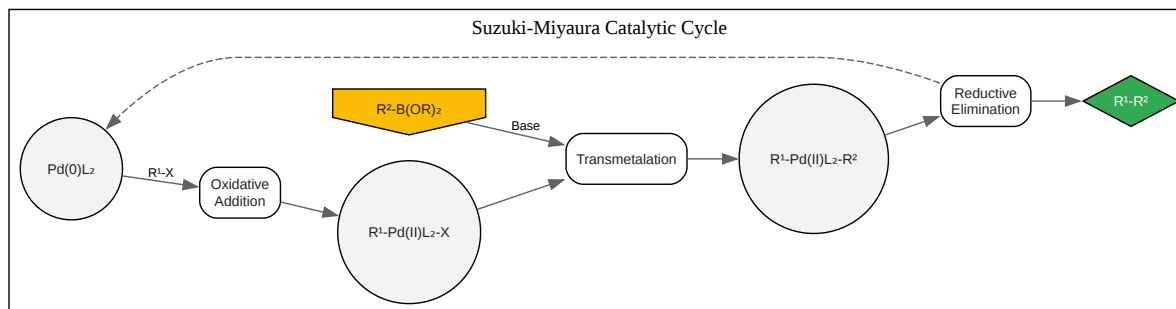 Suzuki-Miyaura Catalytic Cycle
Pd(0)L₂
R¹-X
Oxidative
Addition
R²-B(OR)₂
Base
R¹-Pd(II)L₂-X
Transmetalation
R¹-Pd(II)L₂-R²
Reductive
Elimination
R¹-R²